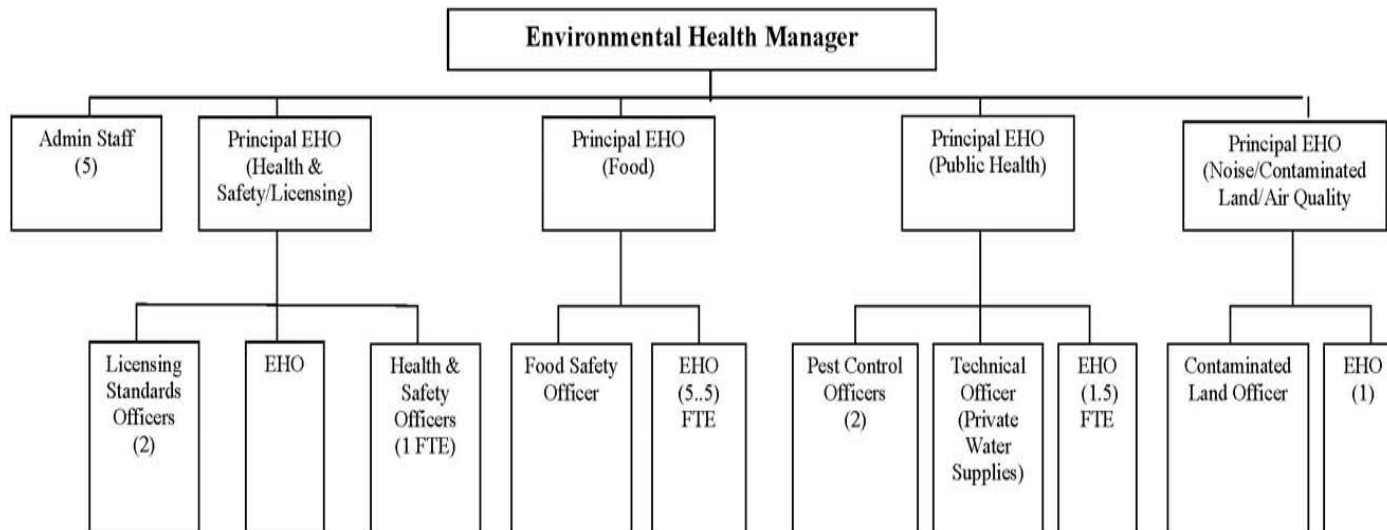 Environmental Health Manager
Admin Staff
(5)
Principal EHO
(Health &
Safety/Licensing)
Principal EHO
(Food)
Principal EHO
(Public Health)
Principal EHO
(Noise/Contaminated
Land/Air Quality
Licensing
Standards
Officers
(2)
EHO
Health &
Safety
Officers
(1 FTE)
Food Safety
Officer
EHO
(5..5)
FTE
Pest Control
Officers
(2)
Technical
Officer
(Private
Water
Supplies)
EHO
(1.5)
FTE
Contaminated
Land Officer
EHO
(1)